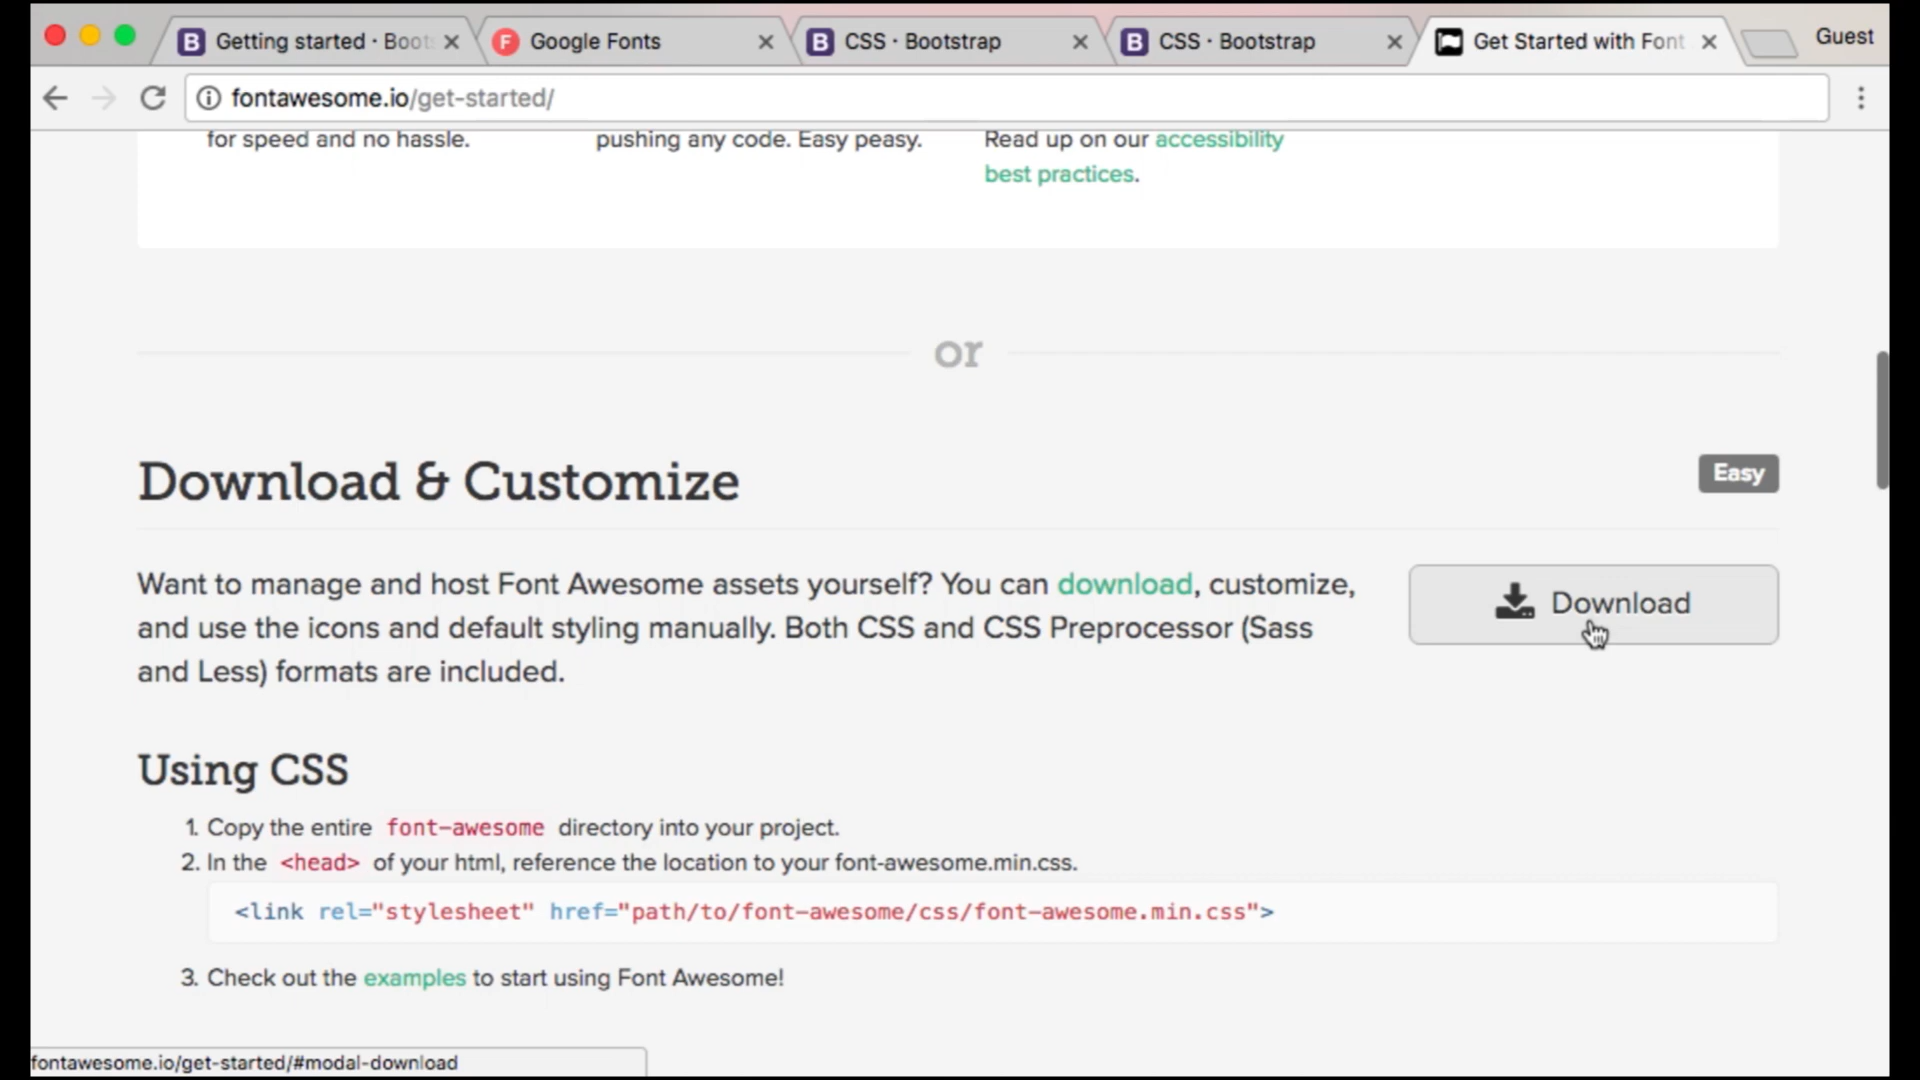 Getting started · Boot
Google Fonts
CSS · Bootstrap
CSS · Bootstrap
Get Started with Font
Guest
fontawesome.io/get-started/
for speed and no hassle.
pushing any code. Easy peasy.
Read up on our accessibility
best practices.
or
Download & Customize
Easy
Want to manage and host Font Awesome assets yourself? You can download, customize,
and use the icons and default styling manually. Both CSS and CSS Preprocessor (Sass
and Less) formats are included.
Download
Using CSS
1. Copy the entire font-awesome directory into your project.
2. In the <head> of your html, reference the location to your font-awesome.min.css.
<link rel="stylesheet" href="path/to/font-awesome/css/font-awesome.min.css">
3. Check out the examples to start using Font Awesome!
fontawesome.io/get-started/#modal-download